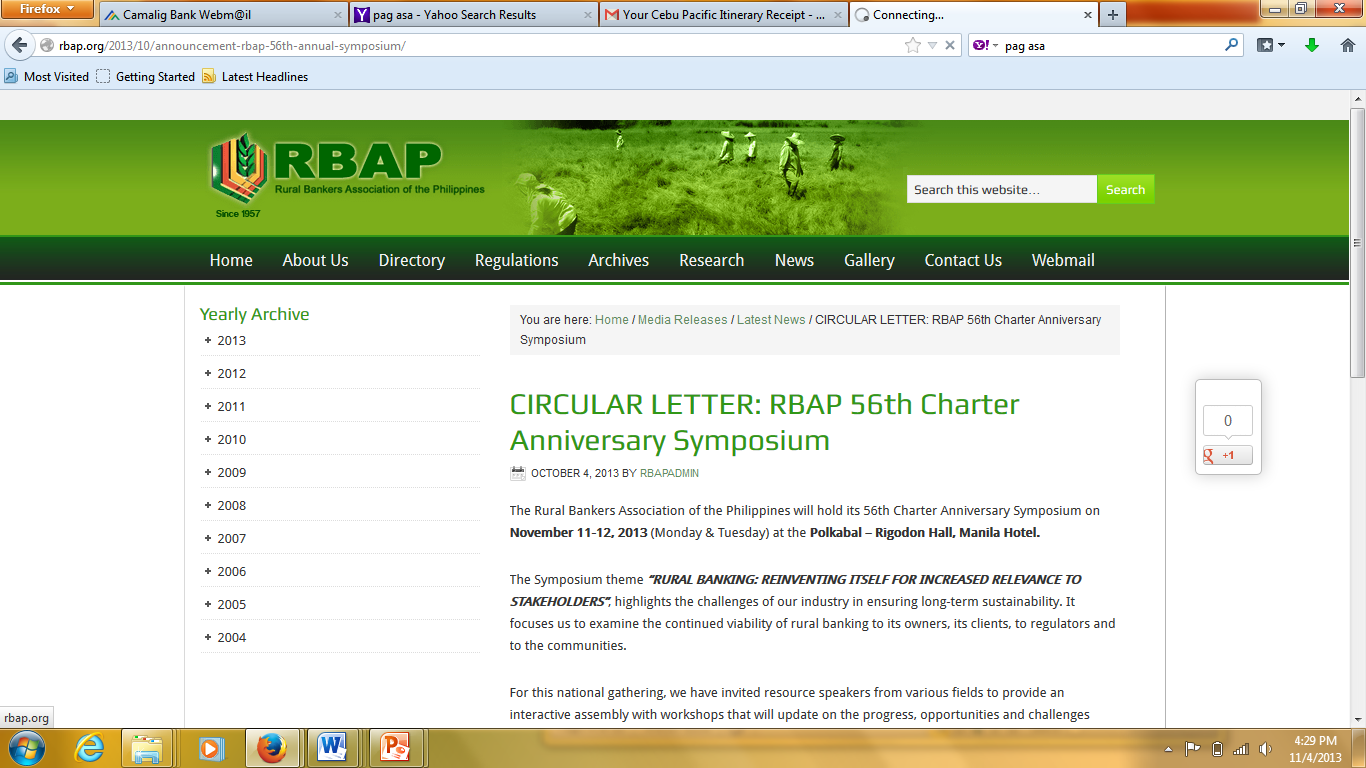 Firefox
Camalig Bank Webm@il
pag asa - Yahoo Search Results
Your Cebu Pacific Itinerary Receipt - ...
Connecting...
rbap.org/2013/10/announcement-rbap-56th-annual-symposium/
Y!
pag asa
Most Visited
Getting Started
Latest Headlines
RBAP
Rural Bankers Association of the Philippines
Since 1957
Search this website…
Search
Home
About Us
Directory
Regulations
Archives
Research
News
Gallery
Contact Us
Webmail
Yearly Archive
2013
2012
2011
2010
2009
2008
2007
2006
2005
2004
You are here: Home / Media Releases / Latest News / CIRCULAR LETTER: RBAP 56th Charter Anniversary
Symposium
CIRCULAR LETTER: RBAP 56th Charter
Anniversary Symposium
OCTOBER 4, 2013 BY RBAPADMIN
The Rural Bankers Association of the Philippines will hold its 56th Charter Anniversary Symposium on
November 11-12, 2013 (Monday & Tuesday) at the Polkabal – Rigodon Hall, Manila Hotel.
The Symposium theme “RURAL BANKING: REINVENTING ITSELF FOR INCREASED RELEVANCE TO
STAKEHOLDERS”, highlights the challenges of our industry in ensuring long-term sustainability. It
focuses us to examine the continued viability of rural banking to its owners, its clients, to regulators and
to the communities.
For this national gathering, we have invited resource speakers from various fields to provide an
interactive assembly with workshops that will update on the progress, opportunities and challenges
0
g +1
rbap.org
4:29 PM
11/4/2013